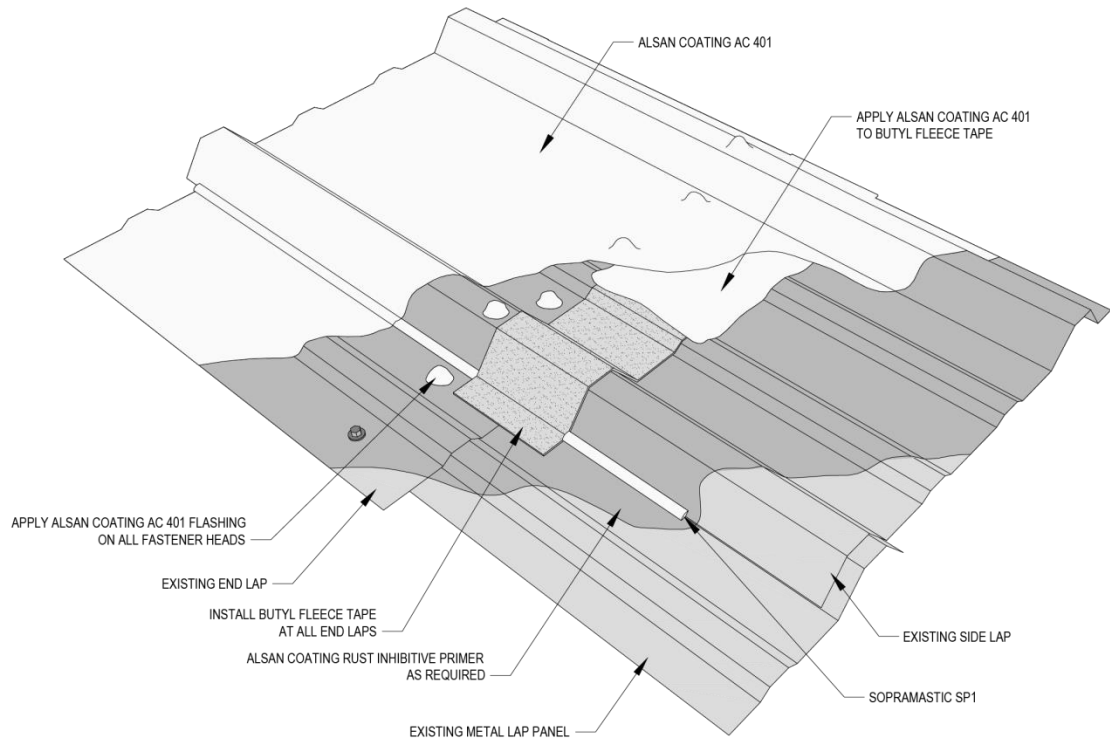 ALSAN COATING AC 401
APPLY ALSAN COATING AC 401
TO BUTYL FLEECE TAPE
APPLY ALSAN COATING AC 401 FLASHING
ON ALL FASTENER HEADS
EXISTING END LAP
INSTALL BUTYL FLEECE TAPE
AT ALL END LAPS
ALSAN COATING RUST INHIBITIVE PRIMER
AS REQUIRED
EXISTING METAL LAP PANEL
EXISTING SIDE LAP
SOPRAMASTIC SP1